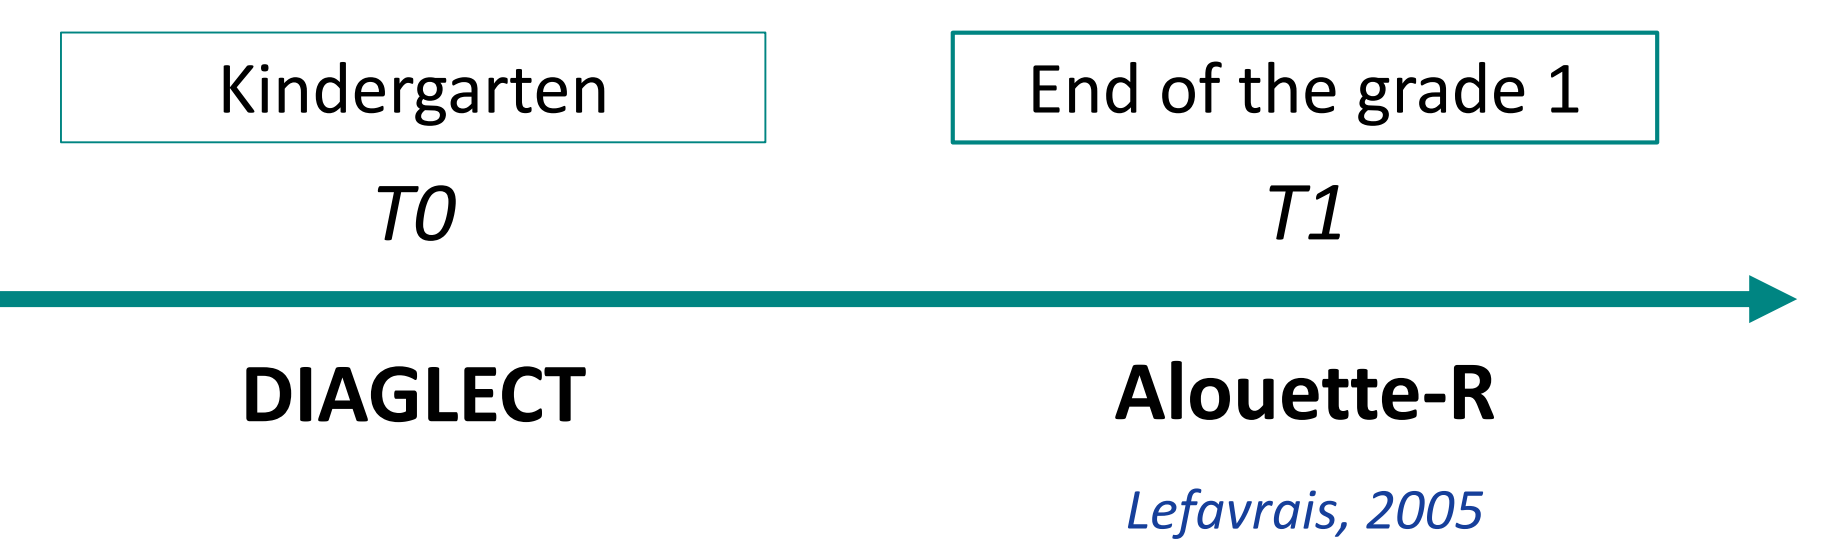 Kindergarten
End of the grade 1
T0
T1
DIAGLECT
Alouette-R
Lefavrais, 2005